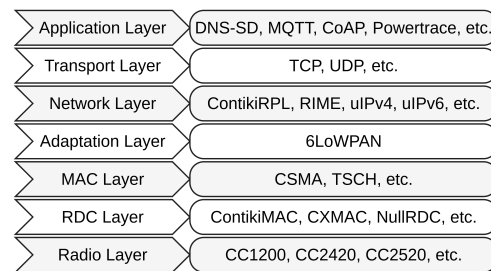 Application Layer DNS-SD, MQTT, CoAP, Powertrace, etc.
Transport Layer TCP, UDP, etc.
Network Layer ContikiRPL, RIME, uIPv4, uIPv6, etc.
Adaptation Layer 6LoWPAN
MAC Layer CSMA, TSCH, etc.
RDC Layer ContikiMAC, CXMAC, NullRDC, etc.
Radio Layer CC1200, CC2420, CC2520, etc.